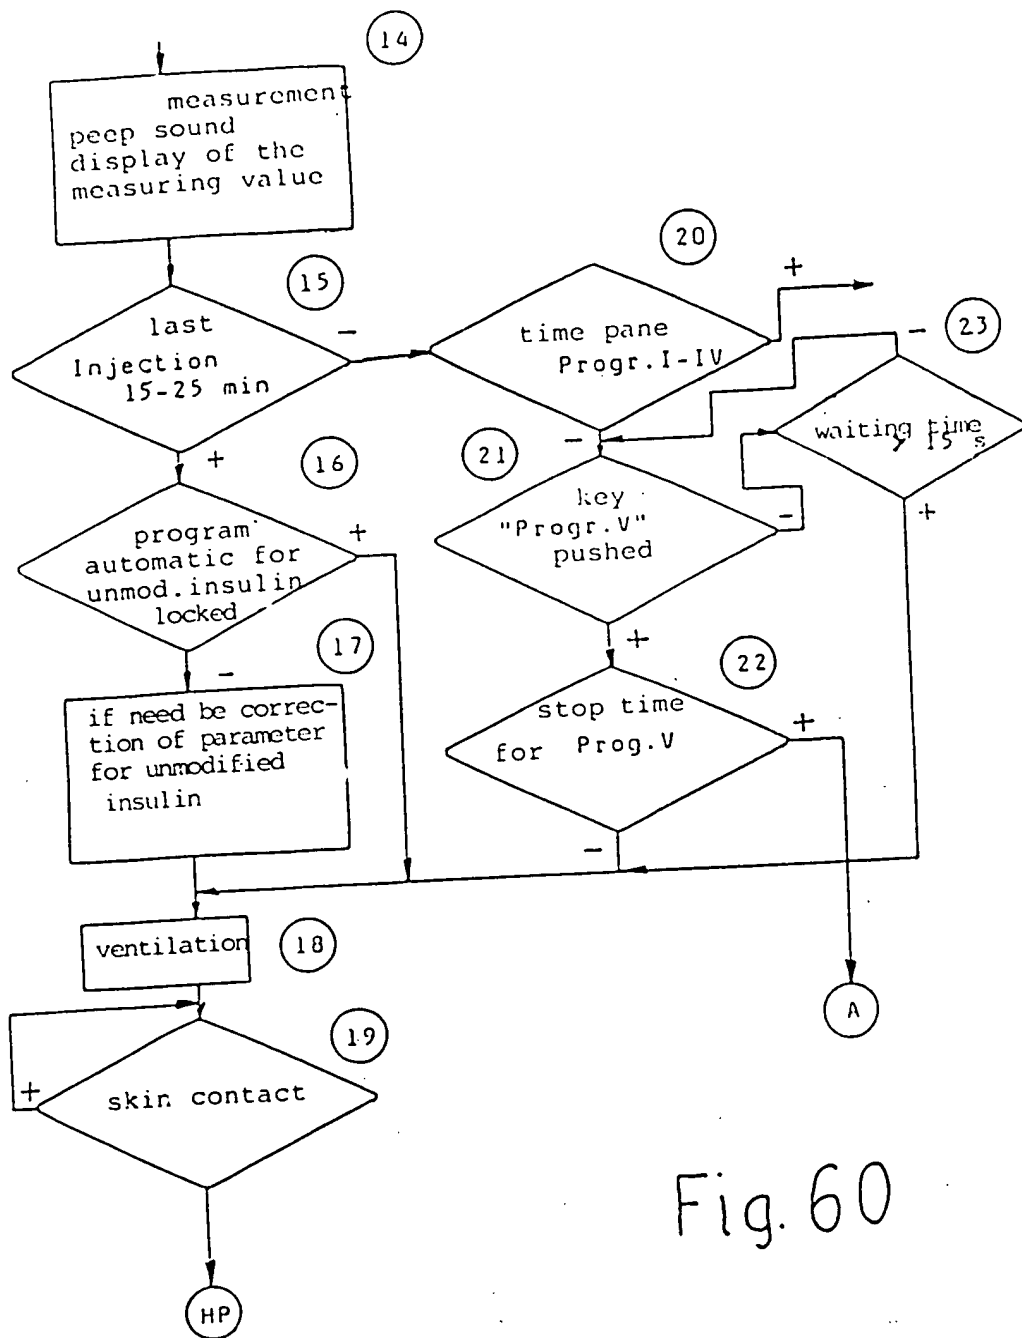 14
measurement
peep sound
display of the
measuring value
15
last
Injection
15-25 min
-
+
20
time pane
Progr.I-IV
+
-
23
-
waiting time
> 15 s
+
16
program
automatic for
unmod.insulin
locked
+
-
21
key
"Progr.V"
pushed
-
+
17
if need be correc-
tion of parameter
for unmodified
insulin
22
stop time
for Prog.V
+
-
18
ventilation
19
skin contact
+
A
HP
Fig. 60